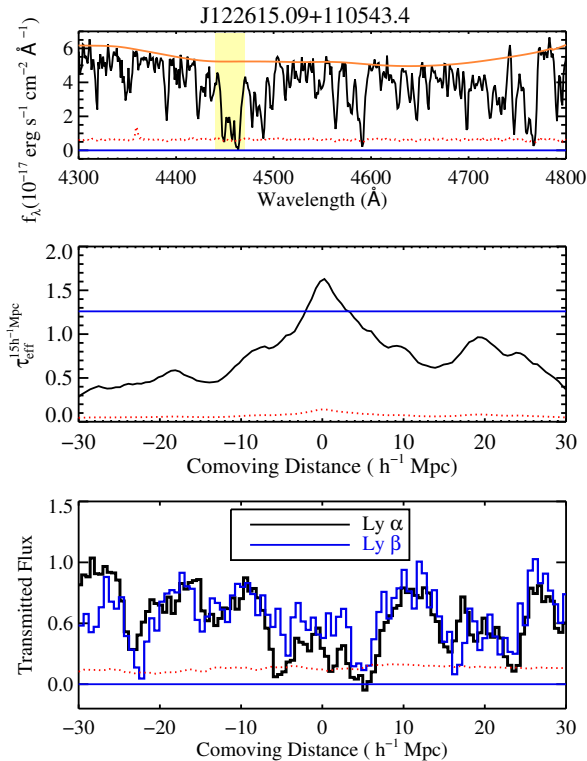 J122615.09+110543.4
f_λ(10⁻¹⁷ erg s⁻¹ cm⁻² Å⁻¹)
6
4
2
0
4300 4400 4500 4600 4700 4800
Wavelength (Å)
τ_eff^{15h⁻¹Mpc}
2.0
1.5
1.0
0.5
0.0
−30 −20 −10 0 10 20 30
Comoving Distance ( h⁻¹ Mpc)
Transmitted Flux
1.5
1.0
0.6
0.0
Ly α
Ly β
−30 −20 −10 0 10 20 30
Comoving Distance ( h⁻¹ Mpc)